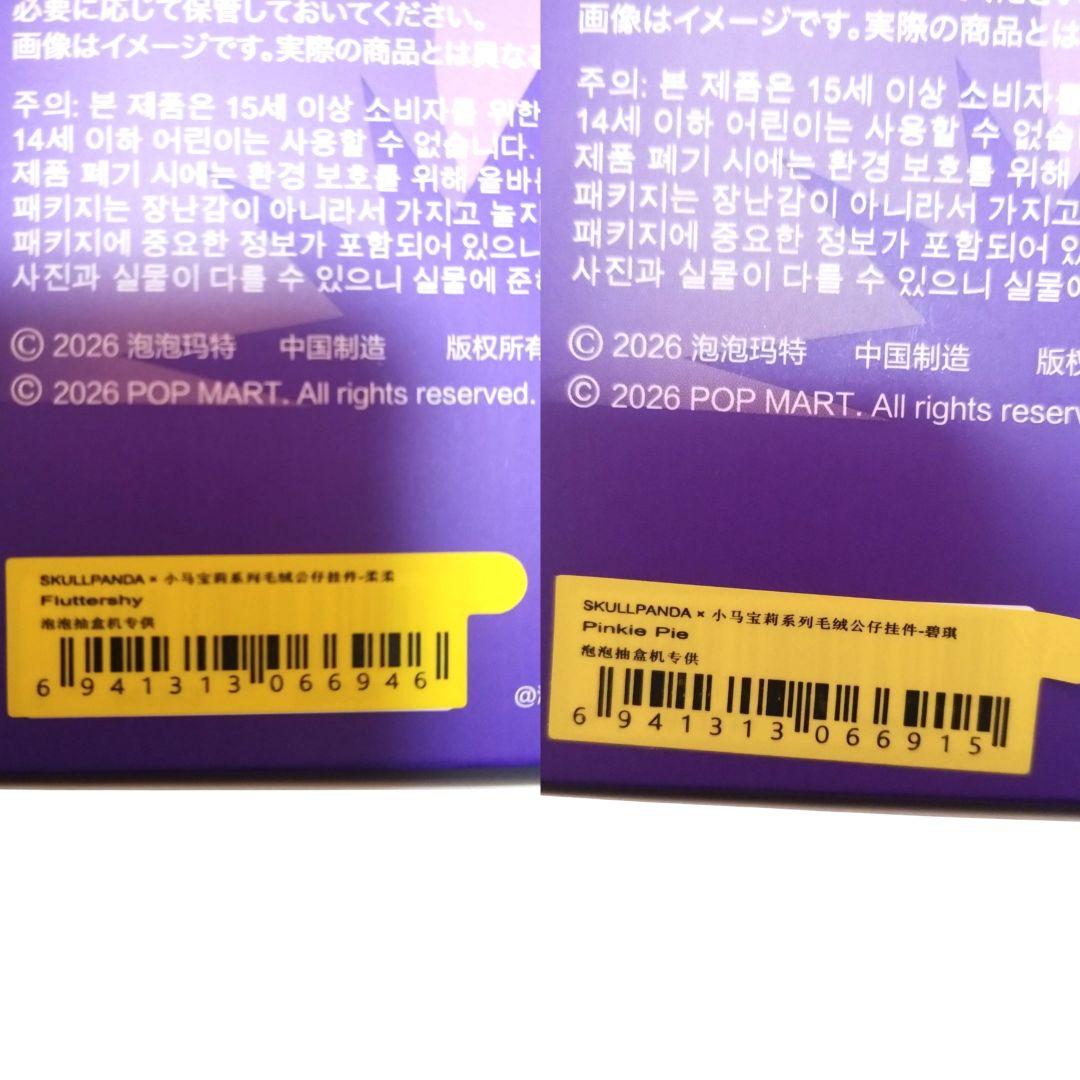 必要に応じて保管しておいてください。
画像はイメージです。実際の商品とは異なる
주의: 본 제품은 15세 이상 소비자를 위한
14세 이하 어린이는 사용할 수 없습니다.
제품 폐기 시에는 환경 보호를 위해 올바른
패키지는 장난감이 아니라서 가지고 놀지
패키지에 중요한 정보가 포함되어 있으니
사진과 실물이 다를 수 있으니 실물에 준
© 2026 泡泡玛特 中国制造 版权所有
© 2026 POP MART. All rights reserved.
SKULLPANDA × 小马宝莉系列毛绒公仔挂件-柔柔
Fluttershy
泡泡抽盒机专供
6 941313 066946
画像はイメージです。実際の商品とは
주의: 본 제품은 15세 이상 소비자를
14세 이하 어린이는 사용할 수 없습
제품 폐기 시에는 환경 보호를 위해
패키지는 장난감이 아니라서 가지고
패키지에 중요한 정보가 포함되어 있
사진과 실물이 다를 수 있으니 실물에
© 2026 泡泡玛特 中国制造 版
© 2026 POP MART. All rights reserv
SKULLPANDA × 小马宝莉系列毛绒公仔挂件-碧琪
Pinkie Pie
泡泡抽盒机专供
6 941313 066915